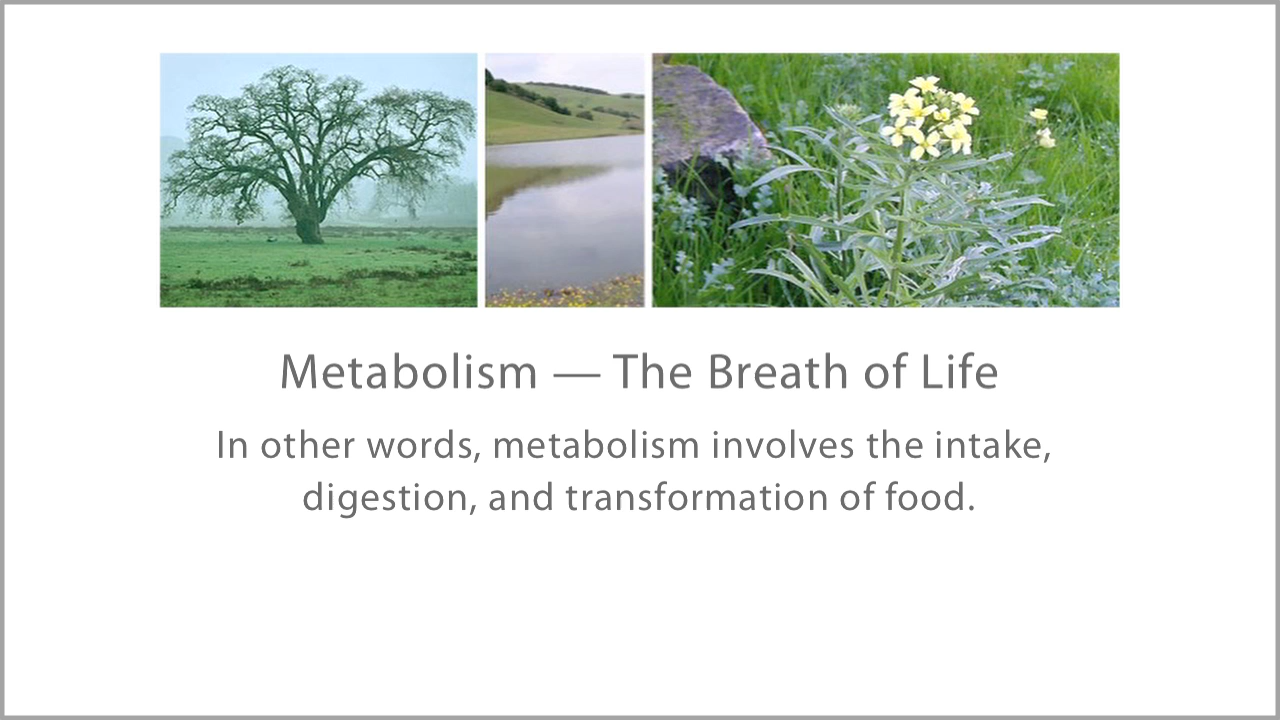 Metabolism — The Breath of Life
In other words, metabolism involves the intake,
digestion, and transformation of food.